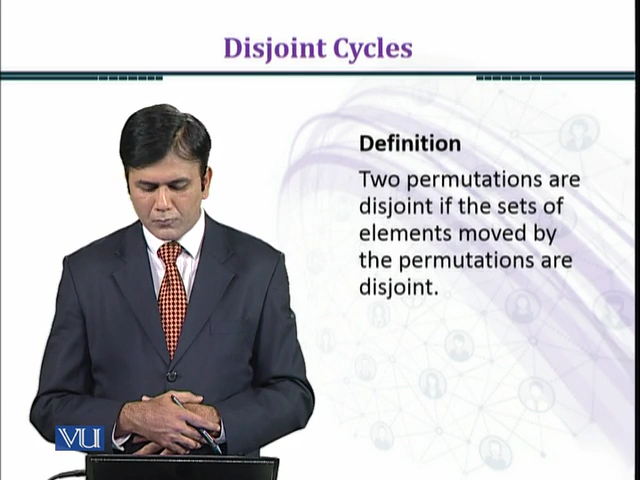 Disjoint Cycles
Definition
Two permutations are
disjoint if the sets of
elements moved by
the permutations are
disjoint.
VU